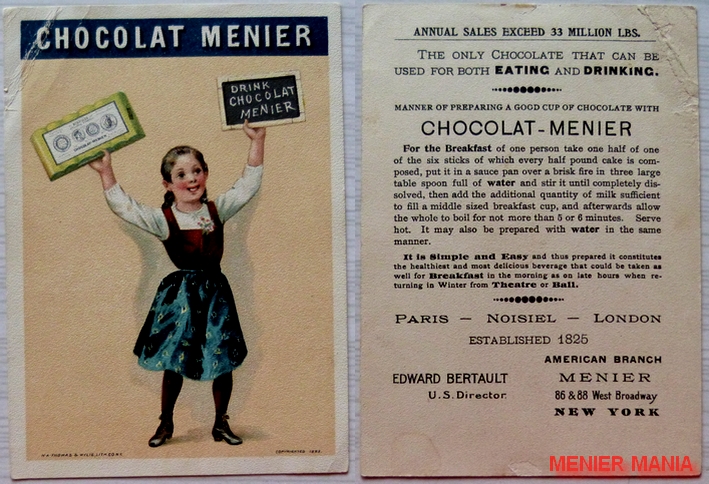 CHOCOLAT MENIER
DRINK
CHOCOLAT
MENIER
CHOCOLAT MENIER
COPYRIGHTED 1893
ANNUAL SALES EXCEED 33 MILLION LBS.
THE ONLY CHOCOLATE THAT CAN BE
USED FOR BOTH EATING AND DRINKING.
MANNER OF PREPARING A GOOD CUP OF CHOCOLATE WITH
CHOCOLAT-MENIER
For the Breakfast of one person take one half of one
of the six sticks of which every half pound cake is com-
posed, put it in a sauce pan over a brisk fire in three large
table spoon full of water and stir it until completely dis-
solved, then add the additional quantity of milk sufficient
to fill a middle sized breakfast cup, and afterwards allow
the whole to boil for not more than 5 or 6 minutes. Serve
hot. It may also be prepared with water in the same
manner.
It is Simple and Easy and thus prepared it constitutes
the healthiest and most delicious beverage that could be taken as
well for Breakfast in the morning as on late hours when re-
turning in Winter from Theatre or Ball.
PARIS — NOISIEL — LONDON
ESTABLISHED 1825
AMERICAN BRANCH
EDWARD BERTAULT MENIER
U.S. Director. 86 & 88 West Broadway
NEW YORK
MENIER MANIA